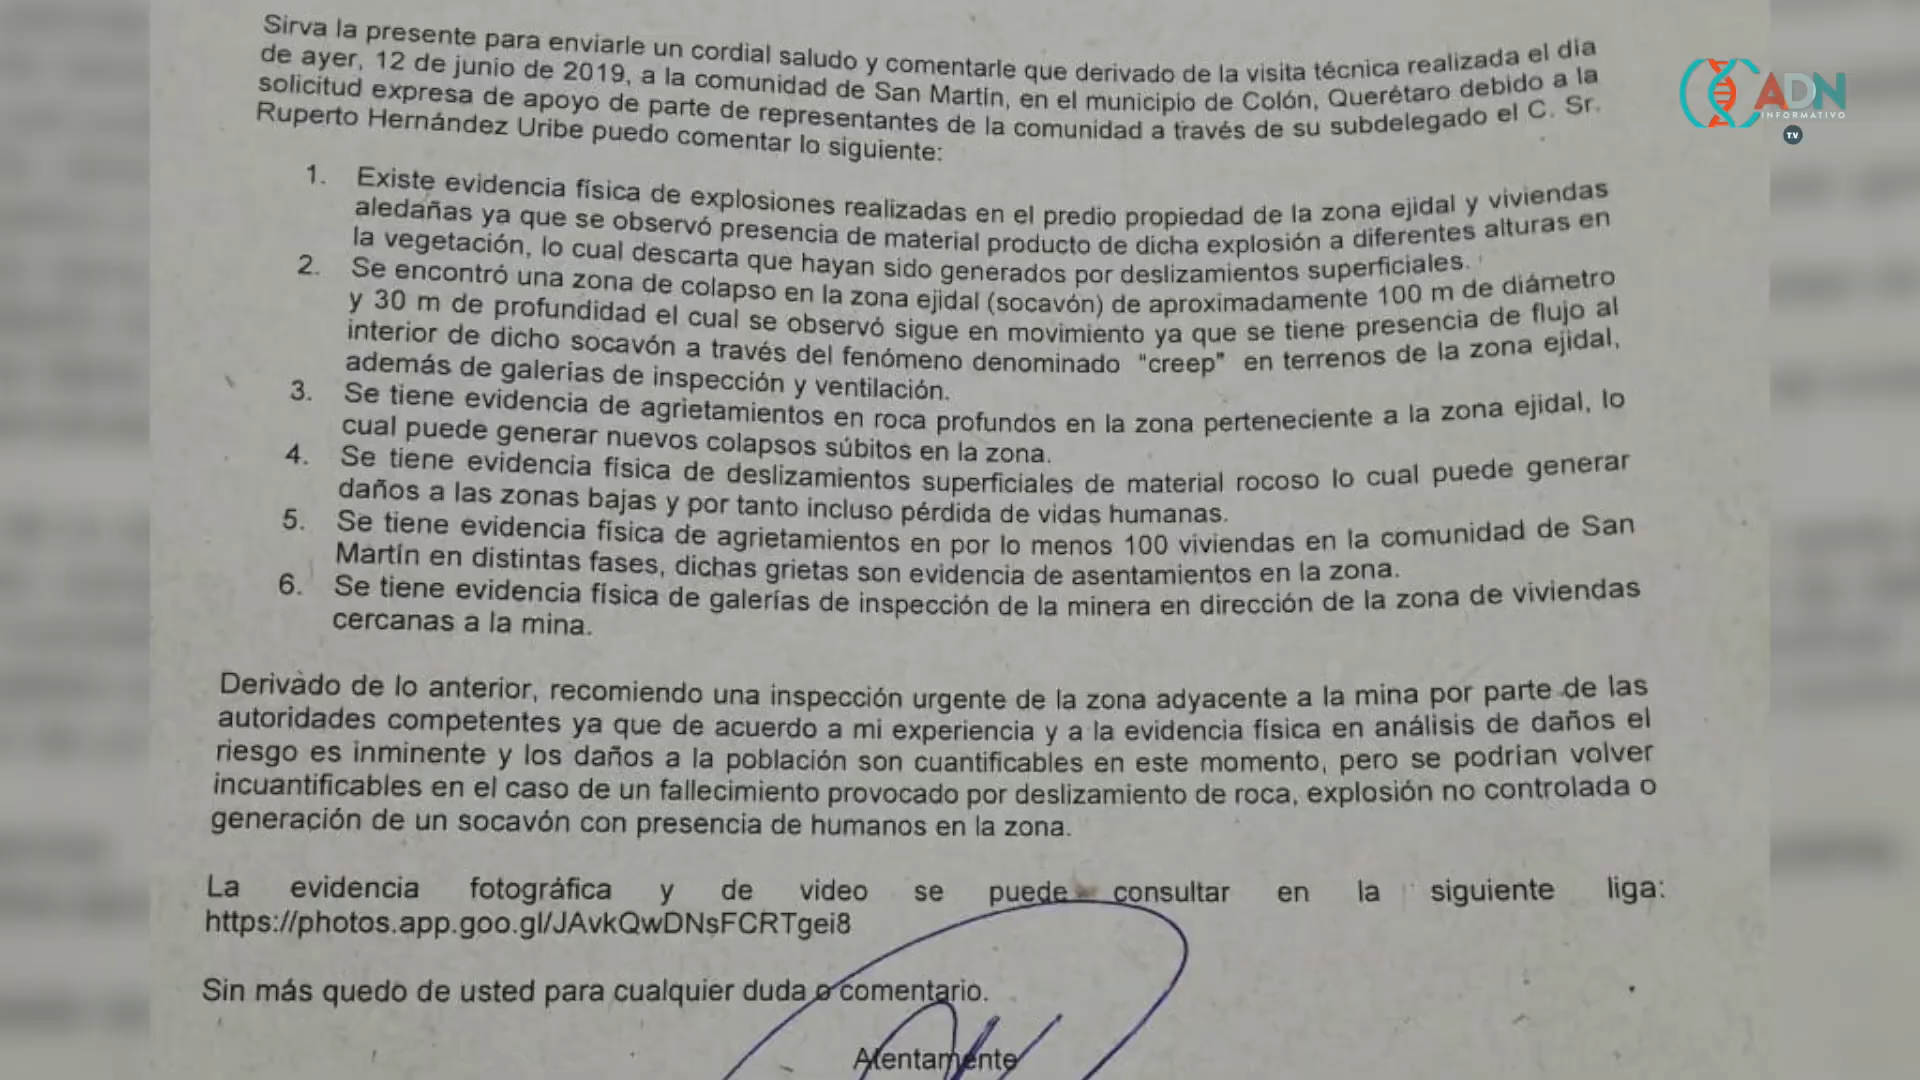 Sirva la presente para enviarle un cordial saludo y comentarle que derivado de la visita técnica realizada el día
de ayer, 12 de junio de 2019, a la comunidad de San Martin, en el municipio de Colón, Querétaro debido a la
solicitud expresa de apoyo de parte de representantes de la comunidad a través de su subdelegado el C. Sr.
Ruperto Hernández Uribe puedo comentar lo siguiente:
1. Existe evidencia física de explosiones realizadas en el predio propiedad de la zona ejidal y viviendas
aledañas ya que se observó presencia de material producto de dicha explosión a diferentes alturas en
la vegetación, lo cual descarta que hayan sido generados por deslizamientos superficiales.
2. Se encontró una zona de colapso en la zona ejidal (socavón) de aproximadamente 100 m de diámetro
y 30 m de profundidad el cual se observó sigue en movimiento ya que se tiene presencia de flujo al
interior de dicho socavón a través del fenómeno denominado "creep" en terrenos de la zona ejidal,
además de galerias de inspección y ventilación.
3. Se tiene evidencia de agrietamientos en roca profundos en la zona perteneciente a la zona ejidal, lo
cual puede generar nuevos colapsos súbitos en la zona.
4. Se tiene evidencia física de deslizamientos superficiales de material rocoso lo cual puede generar
daños a las zonas bajas y por tanto incluso pérdida de vidas humanas.
5. Se tiene evidencia física de agrietamientos en por lo menos 100 viviendas en la comunidad de San
Martín en distintas fases, dichas grietas son evidencia de asentamientos en la zona.
6. Se tiene evidencia física de galerías de inspección de la minera en dirección de la zona de viviendas
cercanas a la mina.
Derivado de lo anterior, recomiendo una inspección urgente de la zona adyacente a la mina por parte de las
autoridades competentes ya que de acuerdo a mi experiencia y a la evidencia física en análisis de daños el
riesgo es inminente y los daños a la población son cuantificables en este momento, pero se podrían volver
incuantificables en el caso de un fallecimiento provocado por deslizamiento de roca, explosión no controlada o
generación de un socavón con presencia de humanos en la zona.
La evidencia fotográfica y de video se puede consultar en la siguiente liga:
https://photos.app.goo.gl/JAvkQwDNsFCRTgei8
Sin más quedo de usted para cualquier duda o comentario.
Atentamente
ADN
INFORMATIVO
TV